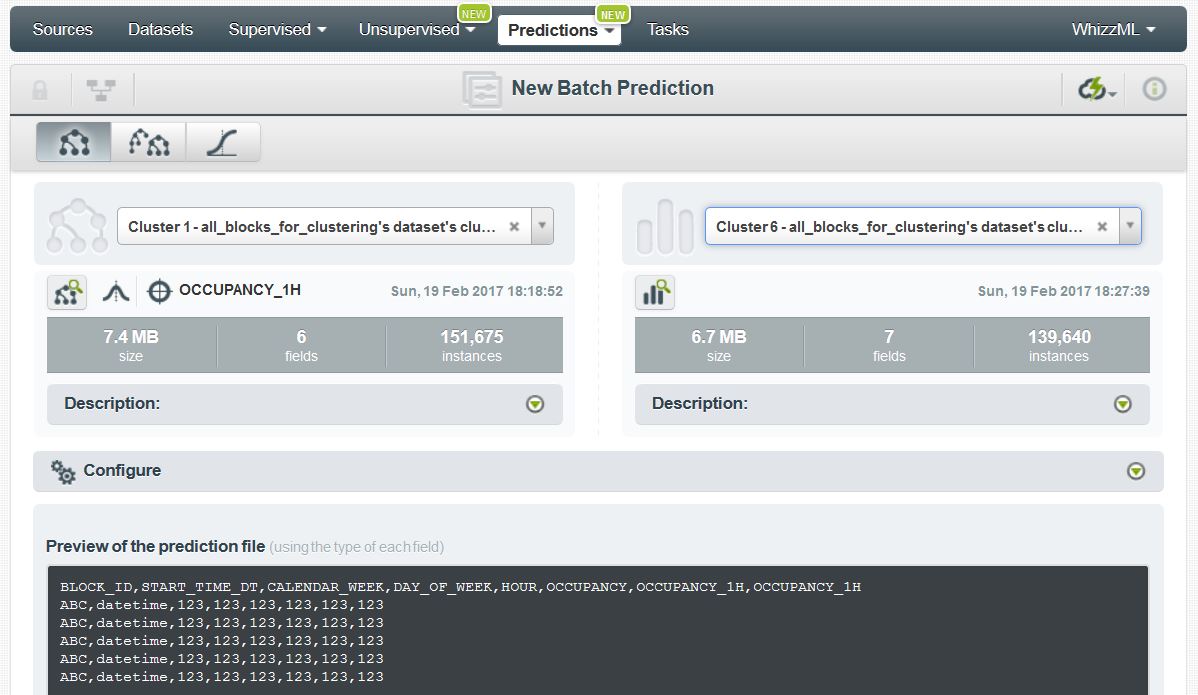 Sources Datasets Supervised Unsupervised NEW Predictions NEW Tasks WhizzML
New Batch Prediction
Cluster 1 - all_blocks_for_clustering's dataset's clu...
Cluster 6 - all_blocks_for_clustering's dataset's clu...
OCCUPANCY_1H Sun, 19 Feb 2017 18:18:52
Sun, 19 Feb 2017 18:27:39
7.4 MB 6 151,675
size fields instances
6.7 MB 7 139,640
size fields instances
Description:
Description:
Configure
Preview of the prediction file (using the type of each field)
BLOCK_ID,START_TIME_DT,CALENDAR_WEEK,DAY_OF_WEEK,HOUR,OCCUPANCY,OCCUPANCY_1H,OCCUPANCY_1H
ABC,datetime,123,123,123,123,123,123
ABC,datetime,123,123,123,123,123,123
ABC,datetime,123,123,123,123,123,123
ABC,datetime,123,123,123,123,123,123
ABC,datetime,123,123,123,123,123,123